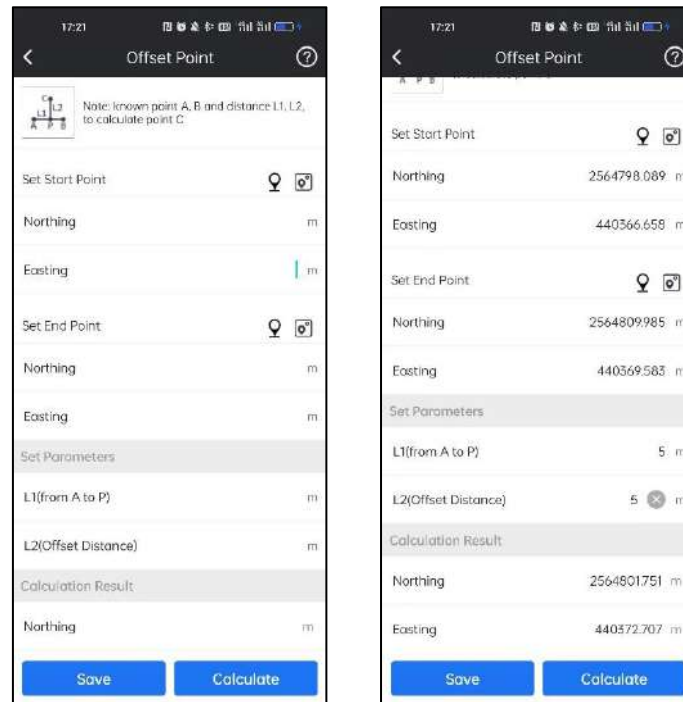 17:21
Offset Point
C
L1
L2
A P B
Note: known point A, B and distance L1, L2,
to calculate point C
Set Start Point
Northing
m
Easting
m
Set End Point
Northing
m
Easting
m
Set Parameters
L1(from A to P)
m
L2(Offset Distance)
m
Calculation Result
Northing
m
Save Calculate
17:21
Offset Point
A P B
Set Start Point
Northing 2564798.089 m
Easting 440366.658 m
Set End Point
Northing 2564809.985 m
Easting 440369.583 m
Set Parameters
L1(from A to P) 5 m
L2(Offset Distance) 5 m
Calculation Result
Northing 2564801.751 m
Easting 440372.707 m
Save Calculate